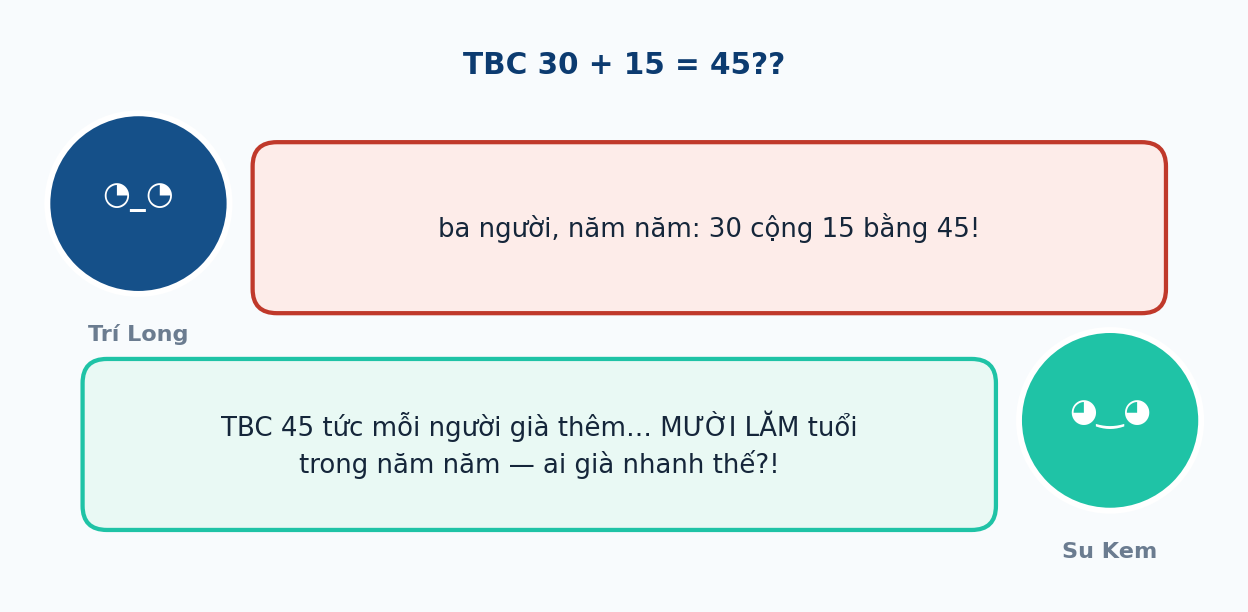 TBC 30 + 15 = 45??
ba người, năm năm: 30 cộng 15 bằng 45!
Trí Long
TBC 45 tức mỗi người già thêm... MƯỜI LĂM tuổi
trong năm năm — ai già nhanh thế?!
Su Kem